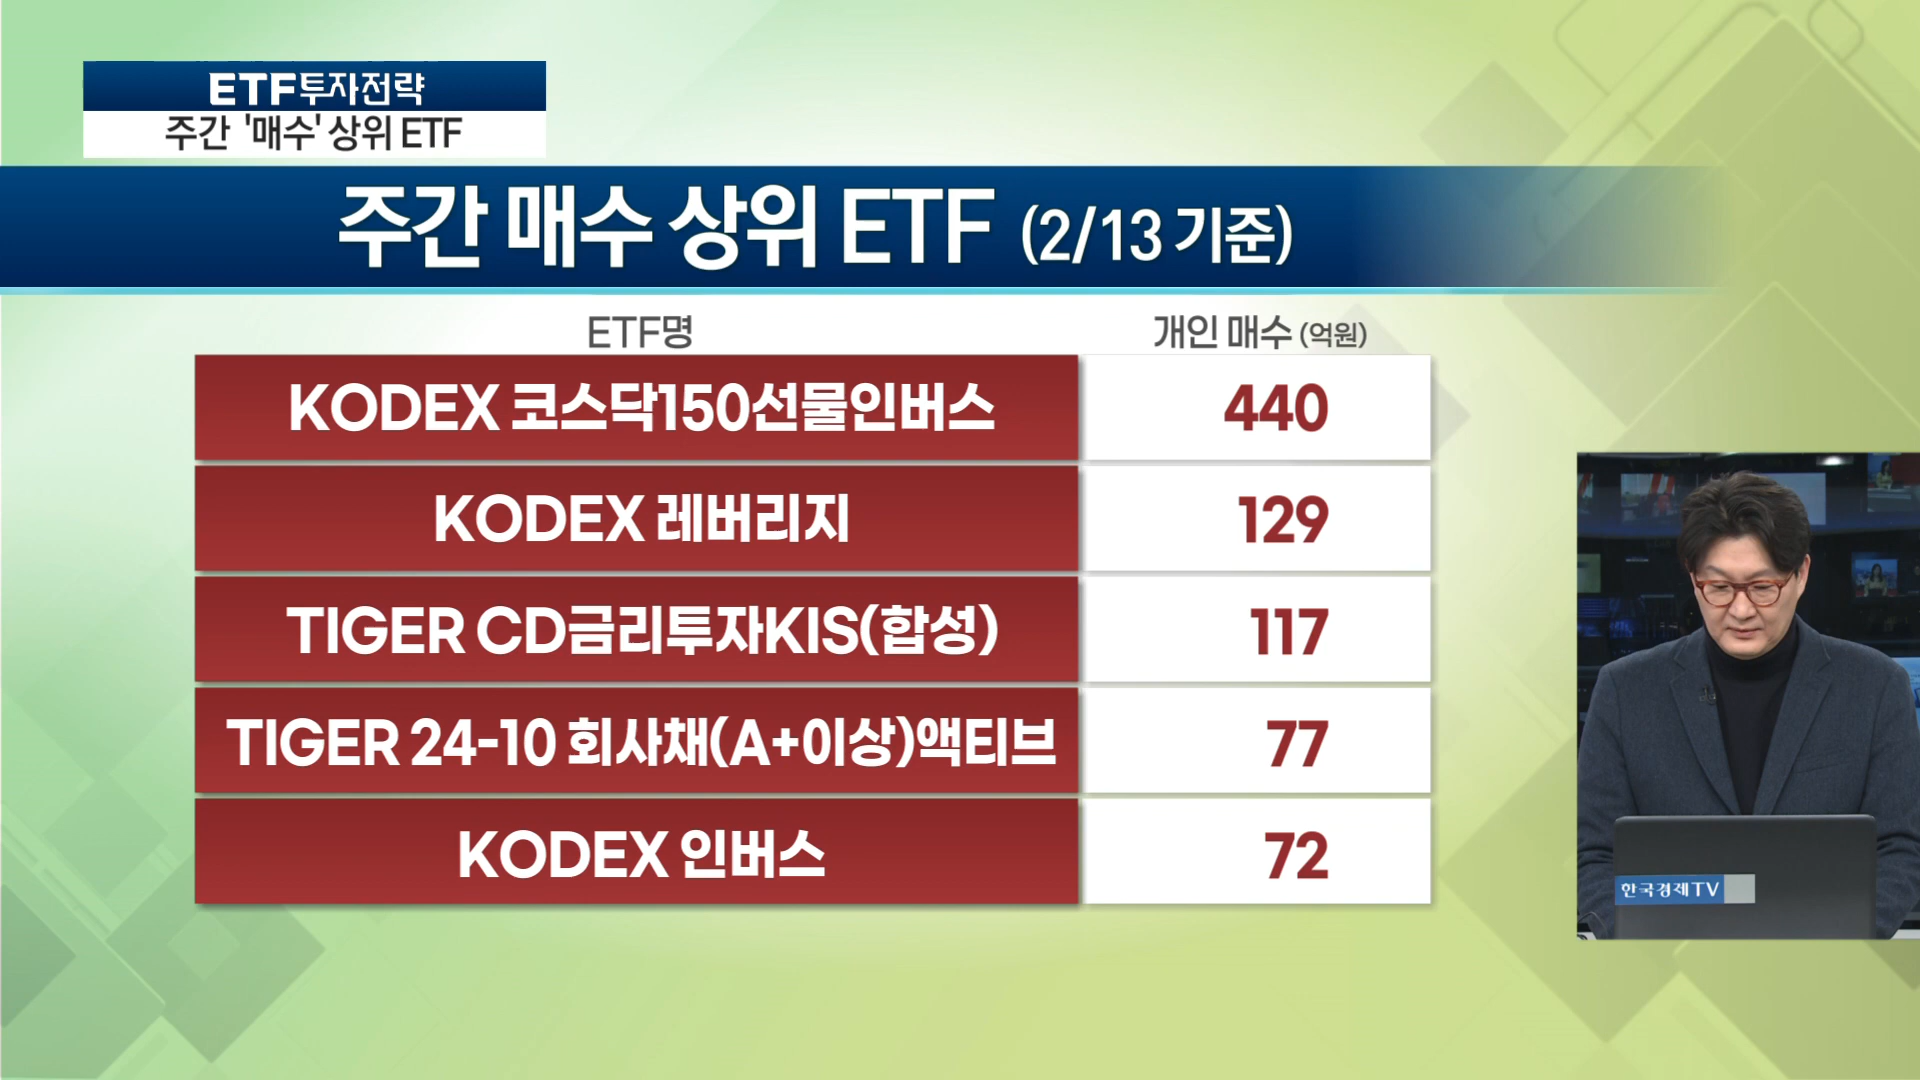 ETF투자전략
주간 '매수' 상위 ETF
주간 매수 상위 ETF (2/13 기준)
ETF명 개인 매수 (억원)
KODEX 코스닥150선물인버스 440
KODEX 레버리지 129
TIGER CD금리투자KIS(합성) 117
TIGER 24-10 회사채(A+이상)액티브 77
KODEX 인버스 72
한국경제TV